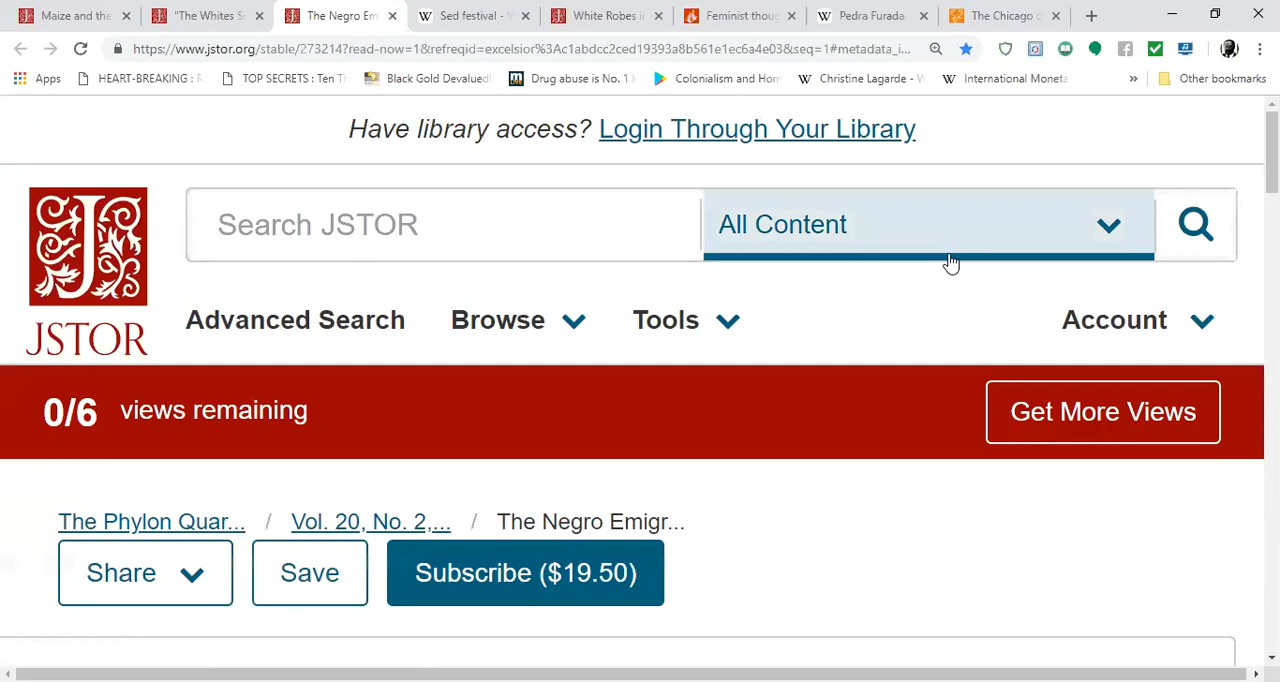 Maize and the
"The Whites S
The Negro Em
Sed festival - V
White Robes i
Feminist thou
Pedra Furada
The Chicago
https://www.jstor.org/stable/273214?read-now=1&refreqid=excelsior%3Ac1abdcc2ced19393a8b561e1ec6a4e03&seq=1#metadata_i...
Apps
HEART-BREAKING :
TOP SECRETS : Ten Th
Black Gold Devalued
Drug abuse is No. 1
Colonialism and Hom
Christine Lagarde - W
International Moneta
»
Other bookmarks
Have library access? Login Through Your Library
Search JSTOR
All Content
JSTOR
Advanced Search
Browse
Tools
Account
0/6 views remaining
Get More Views
The Phylon Quar... / Vol. 20, No. 2,... / The Negro Emigr...
Share
Save
Subscribe ($19.50)